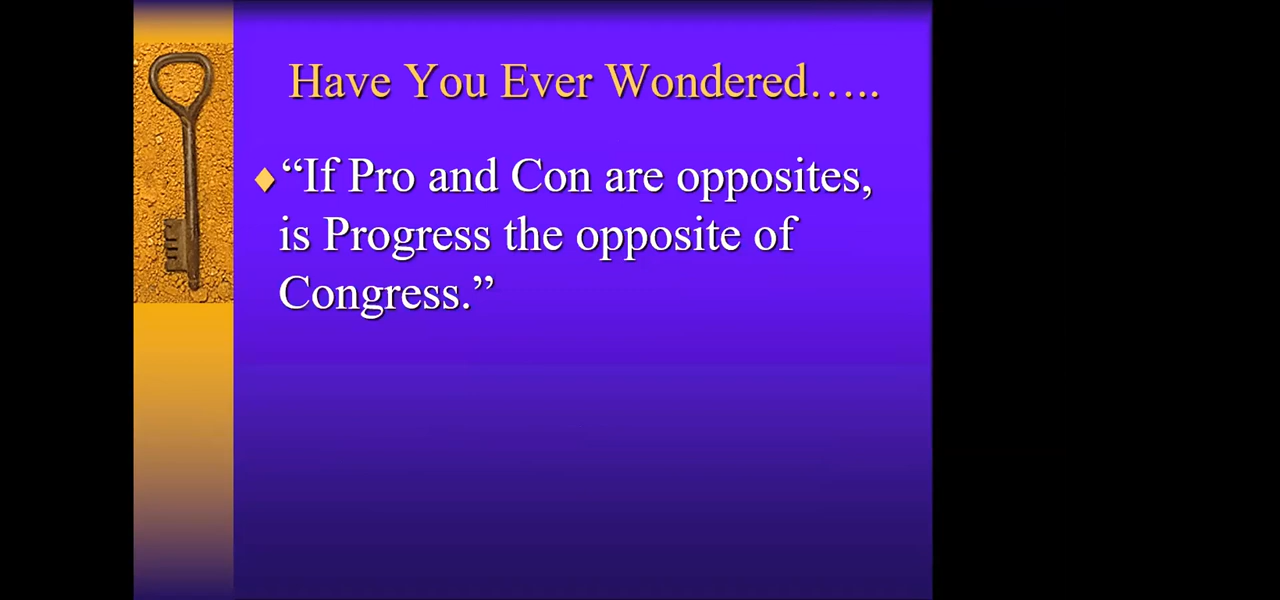 Have You Ever Wondered…..
“If Pro and Con are opposites,
is Progress the opposite of
Congress.”